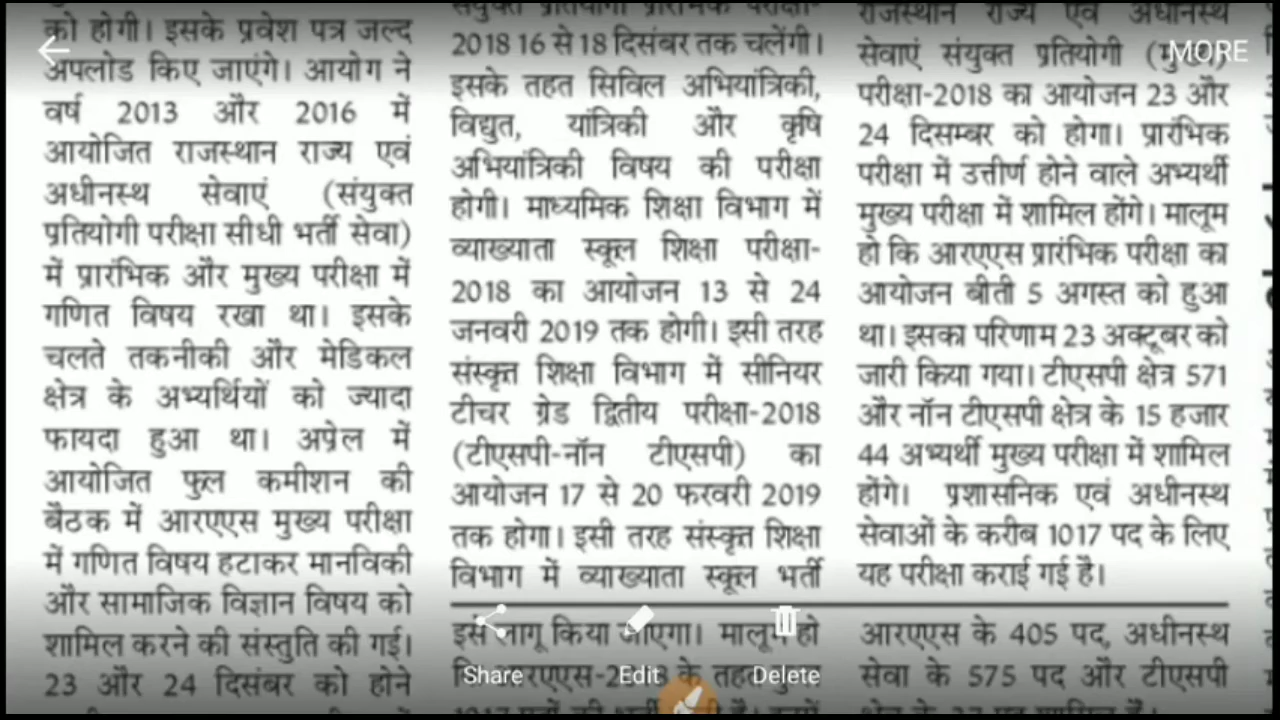 को होगी। इसके प्रवेश पत्र जल्द
अपलोड किए जाएंगे। आयोग ने
वर्ष 2013 और 2016 में
आयोजित राजस्थान राज्य एवं
अधीनस्थ सेवाएं (संयुक्त
प्रतियोगी परीक्षा सीधी भर्ती सेवा)
में प्रारंभिक और मुख्य परीक्षा में
गणित विषय रखा था। इसके
चलते तकनीकी और मेडिकल
क्षेत्र के अभ्यर्थियों को ज्यादा
फायदा हुआ था। अप्रेल में
आयोजित फुल कमीशन की
बैठक में आरएएस मुख्य परीक्षा
में गणित विषय हटाकर मानविकी
और सामाजिक विज्ञान विषय को
शामिल करने की संस्तुति की गई।
23 और 24 दिसंबर को होने
संयुक्त प्रतियोगी प्रारंभिक परीक्षा-
2018 16 से 18 दिसंबर तक चलेंगी।
इसके तहत सिविल अभियांत्रिकी,
विद्युत, यांत्रिकी और कृषि
अभियांत्रिकी विषय की परीक्षा
होगी। माध्यमिक शिक्षा विभाग में
व्याख्याता स्कूल शिक्षा परीक्षा-
2018 का आयोजन 13 से 24
जनवरी 2019 तक होगी। इसी तरह
संस्कृत शिक्षा विभाग में सीनियर
टीचर ग्रेड द्वितीय परीक्षा-2018
(टीएसपी-नॉन टीएसपी) का
आयोजन 17 से 20 फरवरी 2019
तक होगा। इसी तरह संस्कृत शिक्षा
विभाग में व्याख्याता स्कूल भर्ती
राजस्थान राज्य एवं अधीनस्थ
सेवाएं संयुक्त प्रतियोगी (मुख्य)
परीक्षा-2018 का आयोजन 23 और
24 दिसम्बर को होगा। प्रारंभिक
परीक्षा में उत्तीर्ण होने वाले अभ्यर्थी
मुख्य परीक्षा में शामिल होंगे। मालूम
हो कि आरएएस प्रारंभिक परीक्षा का
आयोजन बीती 5 अगस्त को हुआ
था। इसका परिणाम 23 अक्टूबर को
जारी किया गया। टीएसपी क्षेत्र 571
और नॉन टीएसपी क्षेत्र के 15 हजार
44 अभ्यर्थी मुख्य परीक्षा में शामिल
होंगे। प्रशासनिक एवं अधीनस्थ
सेवाओं के करीब 1017 पद के लिए
यह परीक्षा कराई गई है।
इसे लागू किया जाएगा। मालूम हो
के तहत
आरएएस के 405 पद, अधीनस्थ
सेवा के 575 पद और टीएसपी
MORE
Share Edit Delete